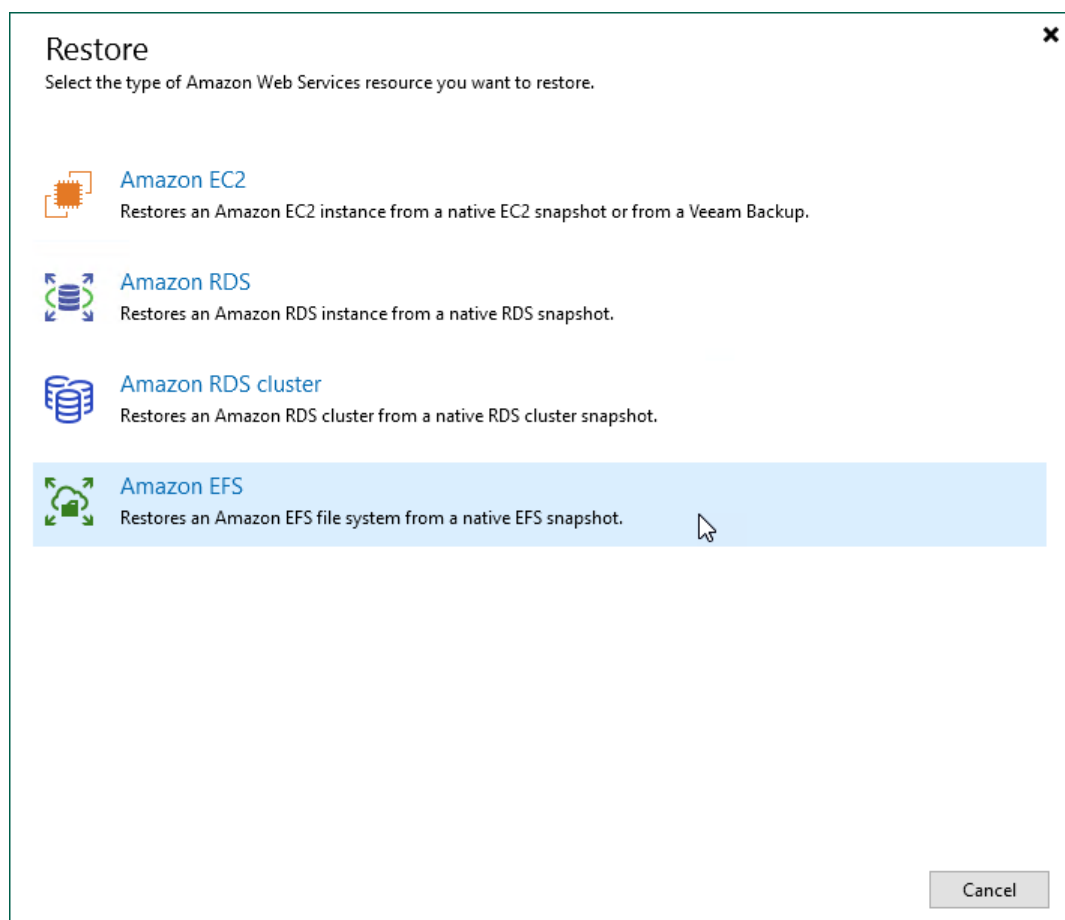 Restore
Select the type of Amazon Web Services resource you want to restore.
Amazon EC2
Restores an Amazon EC2 instance from a native EC2 snapshot or from a Veeam Backup.
Amazon RDS
Restores an Amazon RDS instance from a native RDS snapshot.
Amazon RDS cluster
Restores an Amazon RDS cluster from a native RDS cluster snapshot.
Amazon EFS
Restores an Amazon EFS file system from a native EFS snapshot.
Cancel